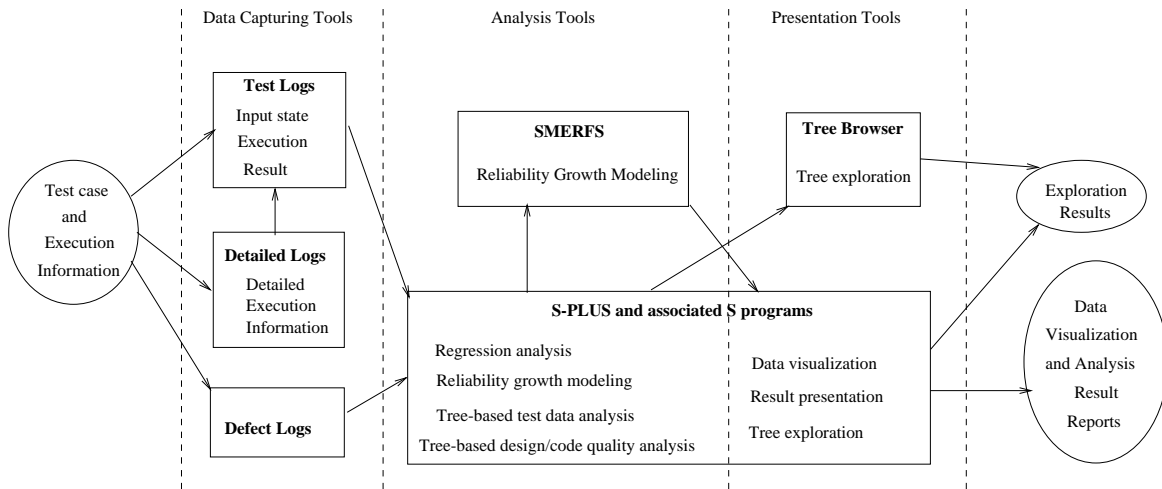 Data Capturing Tools
Analysis Tools
Presentation Tools
Test case
and
Execution
Information
Test Logs
Input state
Execution
Result
Detailed Logs
Detailed
Execution
Information
Defect Logs
SMERFS
Reliability Growth Modeling
S-PLUS and associated S programs
Regression analysis
Reliability growth modeling
Tree-based test data analysis
Tree-based design/code quality analysis
Data visualization
Result presentation
Tree exploration
Tree Browser
Tree exploration
Exploration
Results
Data
Visualization
and Analysis
Result
Reports